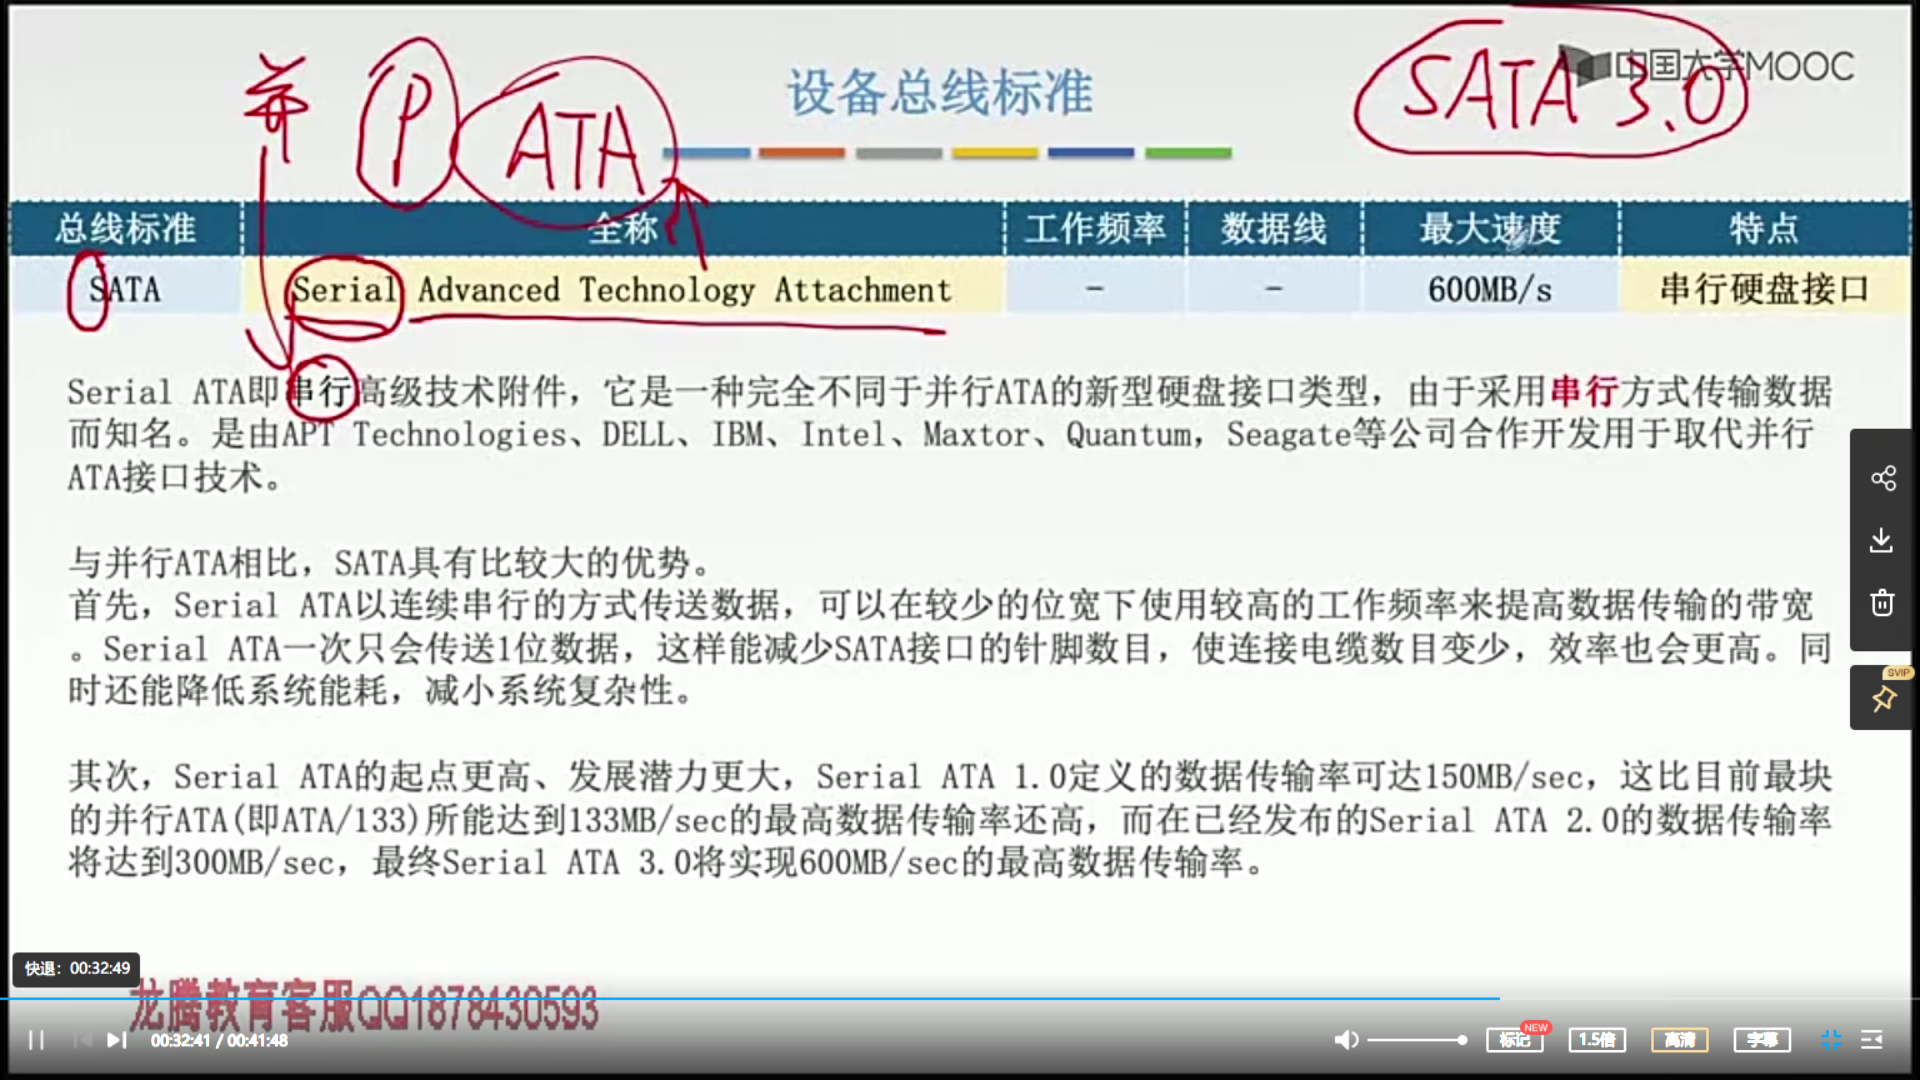 并 P ATA
SATA 3.0
中国大学MOOC
设备总线标准
总线标准 全称 工作频率 数据线 最大速度 特点
SATA Serial Advanced Technology Attachment - - 600MB/s 串行硬盘接口
Serial ATA即串行高级技术附件，它是一种完全不同于并行ATA的新型硬盘接口类型，由于采用串行方式传输数据
而知名。是由APT Technologies、DELL、IBM、Intel、Maxtor、Quantum，Seagate等公司合作开发用于取代并行
ATA接口技术。
与并行ATA相比，SATA具有比较大的优势。
首先，Serial ATA以连续串行的方式传送数据，可以在较少的位宽下使用较高的工作频率来提高数据传输的带宽
。Serial ATA一次只会传送1位数据，这样能减少SATA接口的针脚数目，使连接电缆数目变少，效率也会更高。同
时还能降低系统能耗，减小系统复杂性。
其次，Serial ATA的起点更高、发展潜力更大，Serial ATA 1.0定义的数据传输率可达150MB/sec，这比目前最块
的并行ATA(即ATA/133)所能达到133MB/sec的最高数据传输率还高，而在已经发布的Serial ATA 2.0的数据传输率
将达到300MB/sec，最终Serial ATA 3.0将实现600MB/sec的最高数据传输率。
SVIP
快退：00:32:49
龙腾教育客服QQ1878430593
00:32:41 / 00:41:48
标记 NEW 1.5倍 高清 字幕